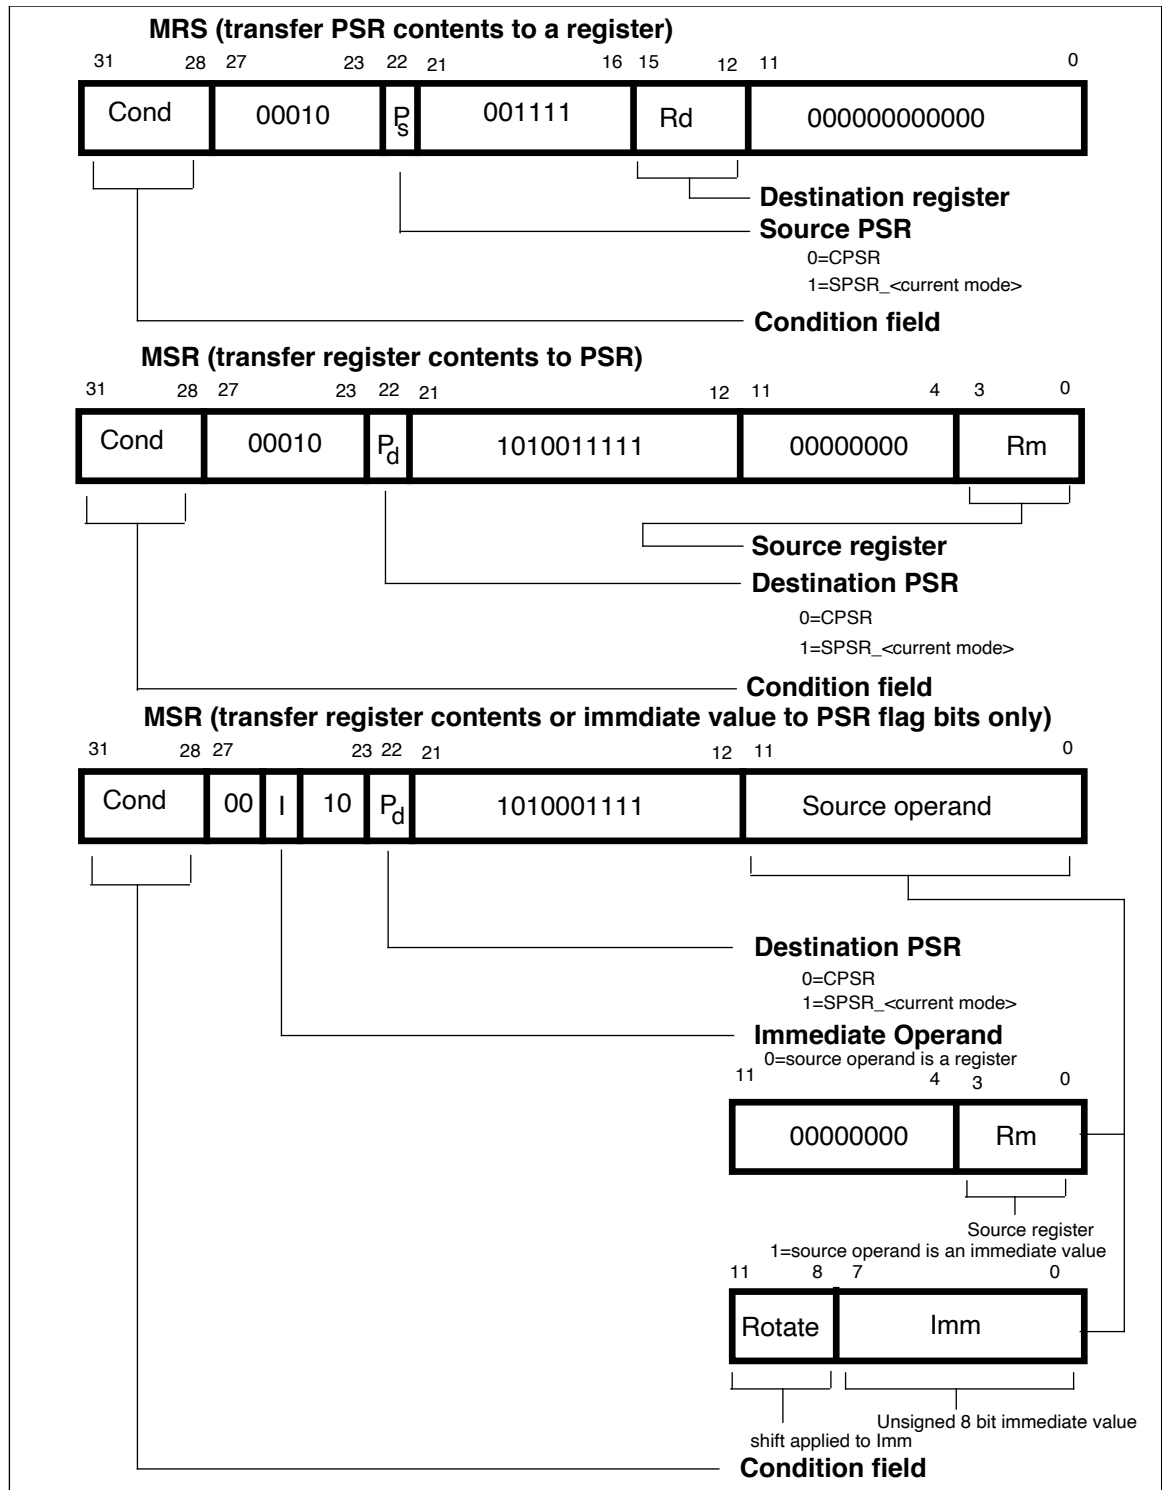 MRS (transfer PSR contents to a register)
31 28 27 23 22 21 16 15 12 11 0
Cond 00010 Ps 001111 Rd 000000000000
Destination register
Source PSR
0=CPSR
1=SPSR_<current mode>
Condition field
MSR (transfer register contents to PSR)
31 28 27 23 22 21 12 11 4 3 0
Cond 00010 Pd 1010011111 00000000 Rm
Source register
Destination PSR
0=CPSR
1=SPSR_<current mode>
Condition field
MSR (transfer register contents or immdiate value to PSR flag bits only)
31 28 27 23 22 21 12 11 0
Cond 00 I 10 Pd 1010001111 Source operand
Destination PSR
0=CPSR
1=SPSR_<current mode>
Immediate Operand
0=source operand is a register
11 4 3 0
00000000 Rm
Source register
1=source operand is an immediate value
11 8 7 0
Rotate Imm
Unsigned 8 bit immediate value
shift applied to Imm
Condition field